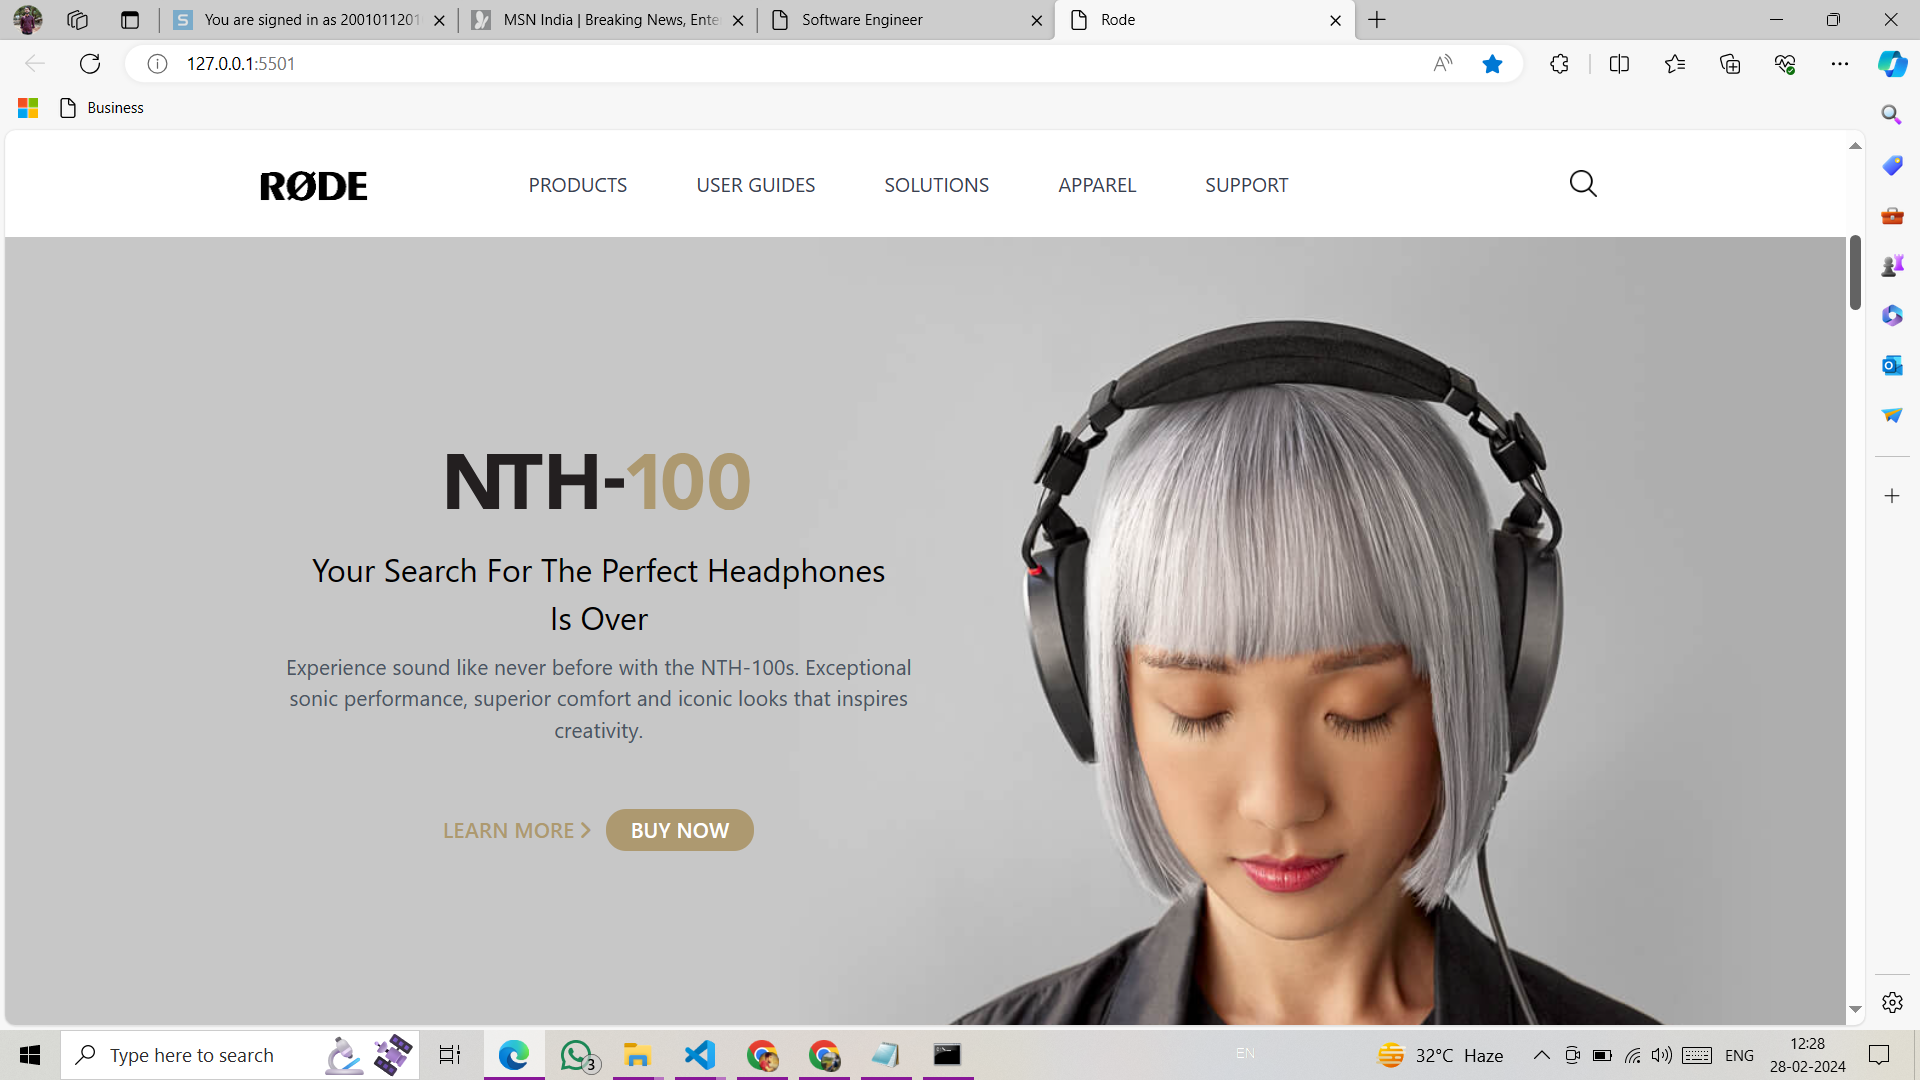 You are signed in as 20010112010
MSN India | Breaking News, Ente
Software Engineer
Rode
127.0.0.1:5501
Business
RØDE
PRODUCTS
USER GUIDES
SOLUTIONS
APPAREL
SUPPORT
NTH-100
Your Search For The Perfect Headphones
Is Over
Experience sound like never before with the NTH-100s. Exceptional
sonic performance, superior comfort and iconic looks that inspires
creativity.
LEARN MORE
BUY NOW
Type here to search
3
EN
32°C Haze
ENG
12:28
28-02-2024